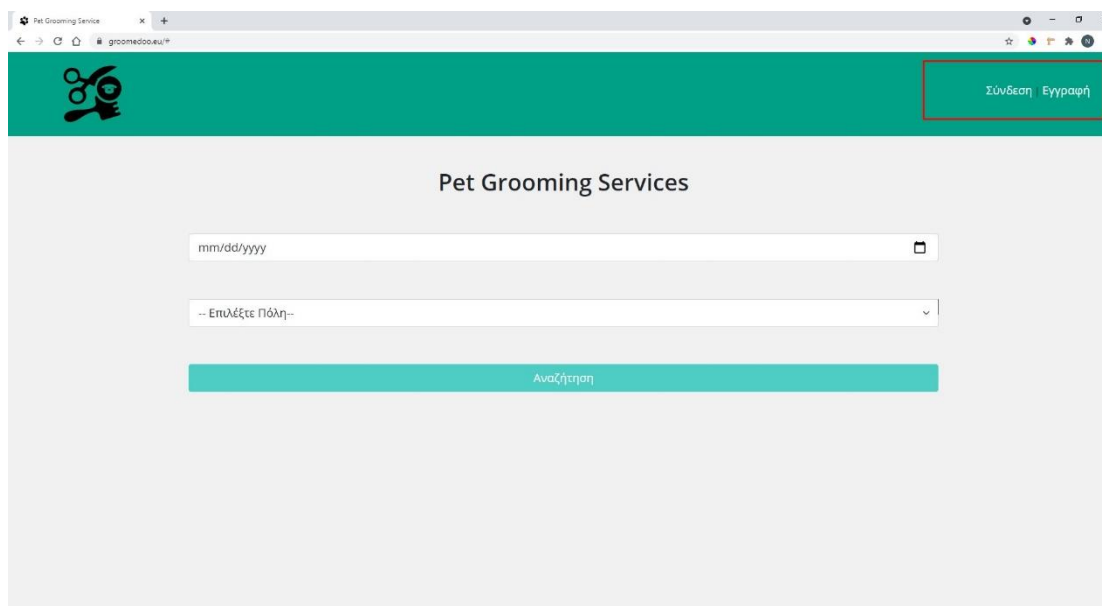 Pet Grooming Service
groomedoo.eu/#
N
Σύνδεση | Εγγραφή
Pet Grooming Services
mm/dd/yyyy
-- Επιλέξτε Πόλη--
Αναζήτηση